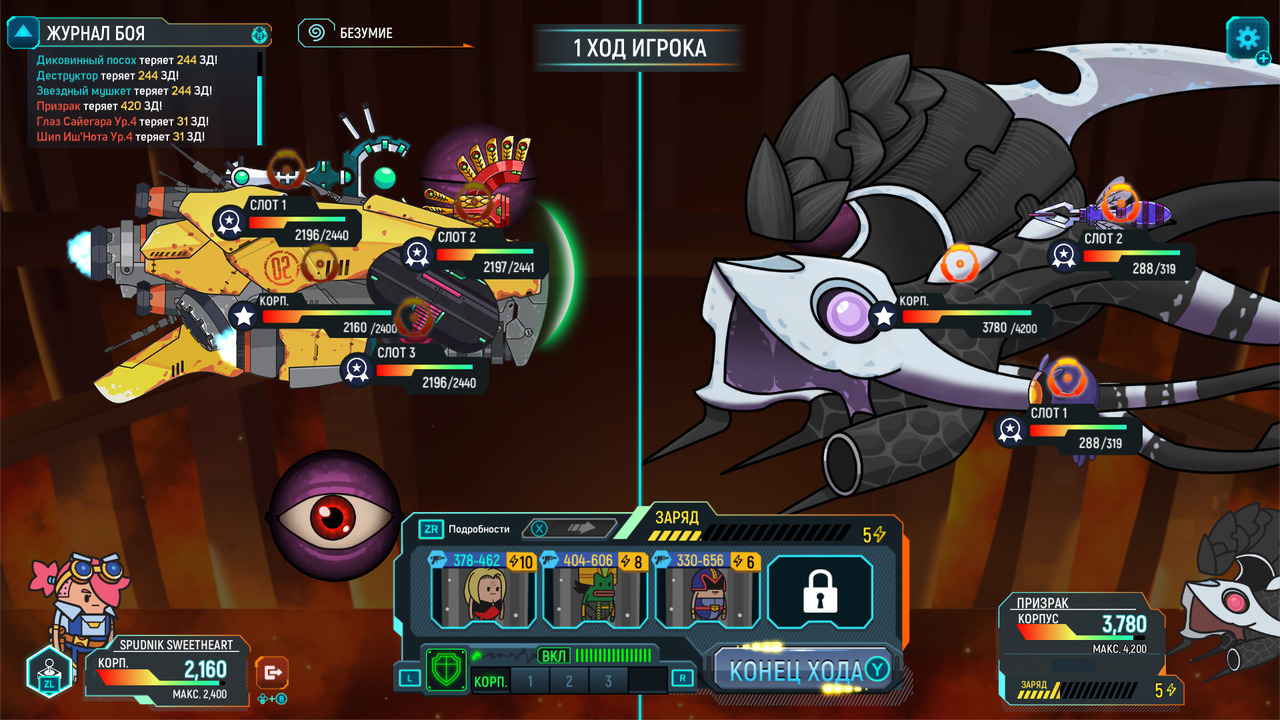 ЖУРНАЛ БОЯ
Диковинный посох теряет 244 ЗД!
Деструктор теряет 244 ЗД!
Звездный мушкет теряет 244 ЗД!
Призрак теряет 420 ЗД!
Глаз Сайегара Ур.4 теряет 31 ЗД!
Шип Иш'Нота Ур.4 теряет 31 ЗД!
БЕЗУМИЕ
1 ХОД ИГРОКА
СЛОТ 1
2196/2440
СЛОТ 2
2197/2441
02
КОРП.
2160 /2400
СЛОТ 3
2196/2440
СЛОТ 2
288/319
КОРП.
3780 /4200
СЛОТ 1
288/319
ZR Подробности X
ЗАРЯД
5
378-462 10
404-606 8
330-656 6
ВКЛ
L КОРП. 1 2 3 R
КОНЕЦ ХОДА Y
SPUDNIK SWEETHEART
КОРП.
2,160
МАКС. 2,400
ZL
+ B
ПРИЗРАК
КОРПУС
3,780
МАКС. 4,200
ЗАРЯД
5